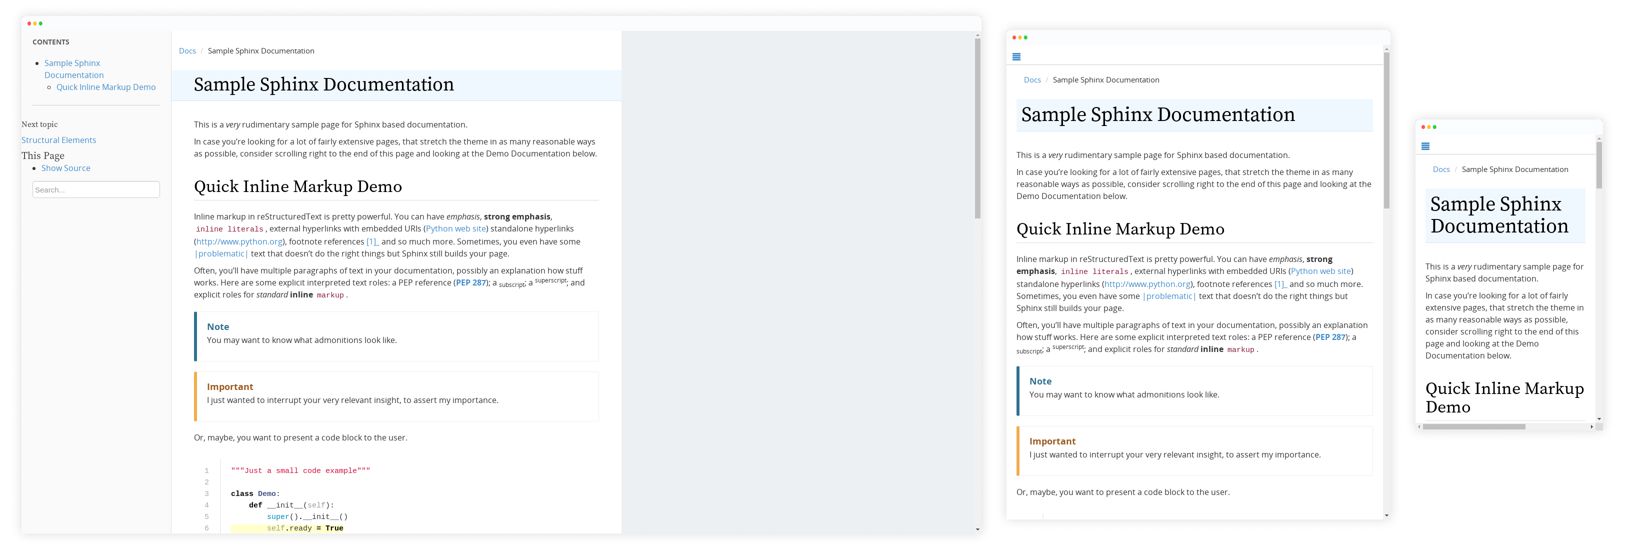 CONTENTS
Sample Sphinx
Documentation
Quick Inline Markup Demo
Next topic
Structural Elements
This Page
Show Source
Search...
Docs / Sample Sphinx Documentation
Sample Sphinx Documentation
This is a very rudimentary sample page for Sphinx based documentation.
In case you're looking for a lot of fairly extensive pages, that stretch the theme in as many reasonable ways
as possible, consider scrolling right to the end of this page and looking at the Demo Documentation below.
Quick Inline Markup Demo
Inline markup in reStructuredText is pretty powerful. You can have emphasis, strong emphasis,
inline literals, external hyperlinks with embedded URIs (Python web site) standalone hyperlinks
(http://www.python.org), footnote references [1]_ and so much more. Sometimes, you even have some
|problematic| text that doesn't do the right things but Sphinx still builds your page.
Often, you'll have multiple paragraphs of text in your documentation, possibly an explanation how stuff
works. Here are some explicit interpreted text roles: a PEP reference (PEP 287); a subscript; a superscript; and
explicit roles for standard inline markup.
Note
You may want to know what admonitions look like.
Important
I just wanted to interrupt your very relevant insight, to assert my importance.
Or, maybe, you want to present a code block to the user.
1 """Just a small code example"""
2
3 class Demo:
4 def __init__(self):
5 super().__init__()
6 self.ready = True
Docs / Sample Sphinx Documentation
Sample Sphinx Documentation
This is a very rudimentary sample page for Sphinx based documentation.
In case you're looking for a lot of fairly extensive pages, that stretch the theme in as many
reasonable ways as possible, consider scrolling right to the end of this page and looking at the
Demo Documentation below.
Quick Inline Markup Demo
Inline markup in reStructuredText is pretty powerful. You can have emphasis, strong
emphasis, inline literals, external hyperlinks with embedded URIs (Python web site)
standalone hyperlinks (http://www.python.org), footnote references [1]_ and so much more.
Sometimes, you even have some |problematic| text that doesn't do the right things but
Sphinx still builds your page.
Often, you'll have multiple paragraphs of text in your documentation, possibly an explanation
how stuff works. Here are some explicit interpreted text roles: a PEP reference (PEP 287); a
subscript; a superscript; and explicit roles for standard inline markup.
Note
You may want to know what admonitions look like.
Important
I just wanted to interrupt your very relevant insight, to assert my importance.
Or, maybe, you want to present a code block to the user.
Docs / Sample Sphinx Documentation
Sample Sphinx
Documentation
This is a very rudimentary sample page for
Sphinx based documentation.
In case you're looking for a lot of fairly
extensive pages, that stretch the theme in
as many reasonable ways as possible,
consider scrolling right to the end of this
page and looking at the Demo
Documentation below.
Quick Inline Markup
Demo